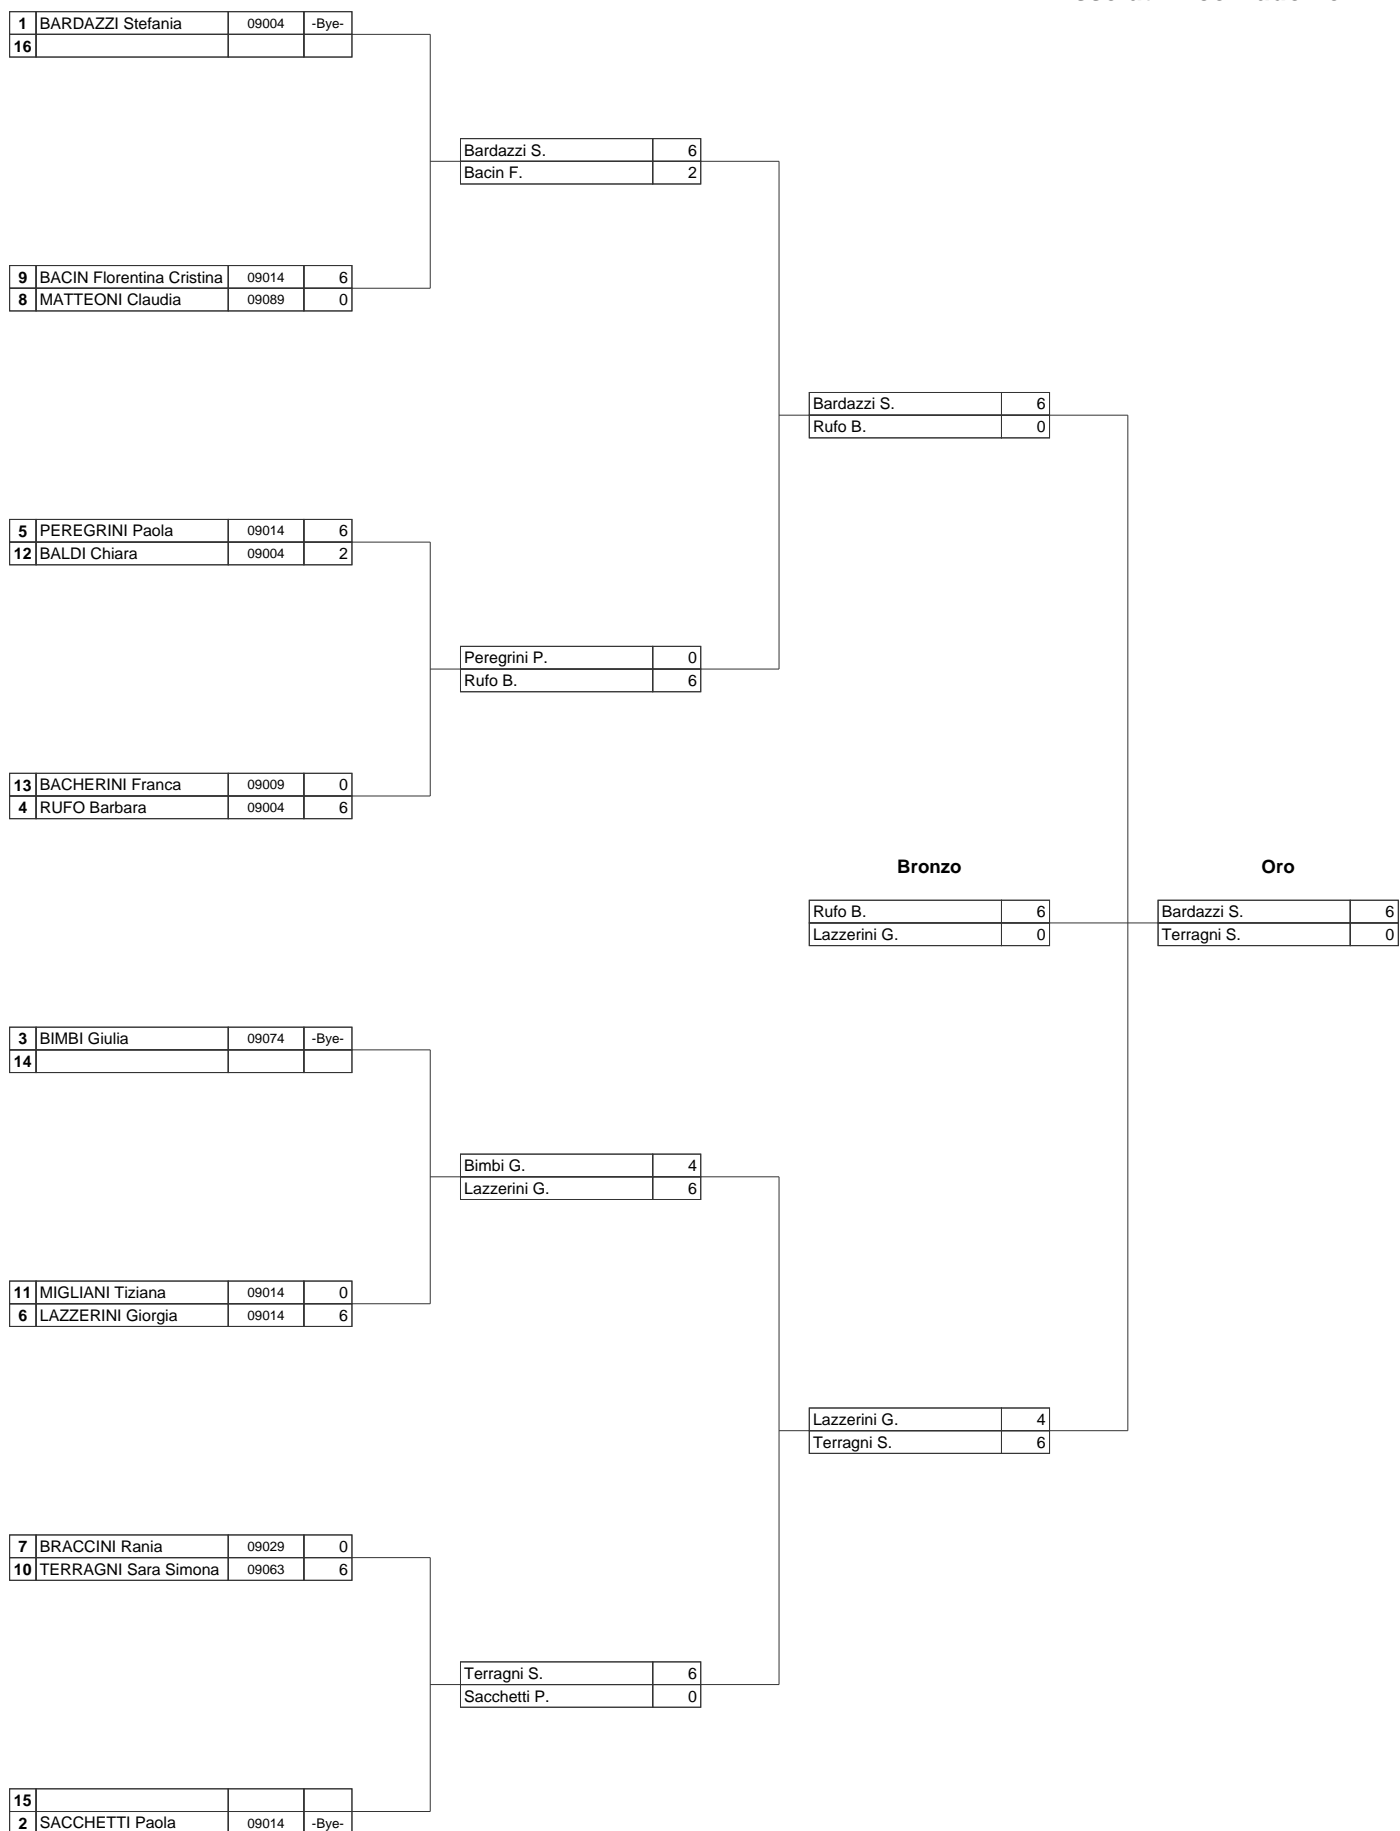 1 BARDAZZI Stefania 09004 -Bye-
16
Bardazzi S. 6
Bacin F. 2
9 BACIN Florentina Cristina 09014 6
8 MATTEONI Claudia 09089 0
Bardazzi S. 6
Rufo B. 0
5 PEREGRINI Paola 09014 6
12 BALDI Chiara 09004 2
Peregrini P. 0
Rufo B. 6
13 BACHERINI Franca 09009 0
4 RUFO Barbara 09004 6
Bronzo Oro
Rufo B. 6 Bardazzi S. 6
Lazzerini G. 0 Terragni S. 0
3 BIMBI Giulia 09074 -Bye-
14
Bimbi G. 4
Lazzerini G. 6
11 MIGLIANI Tiziana 09014 0
6 LAZZERINI Giorgia 09014 6
Lazzerini G. 4
Terragni S. 6
7 BRACCINI Rania 09029 0
10 TERRAGNI Sara Simona 09063 6
Terragni S. 6
Sacchetti P. 0
15
2 SACCHETTI Paola 09014 -Bye-